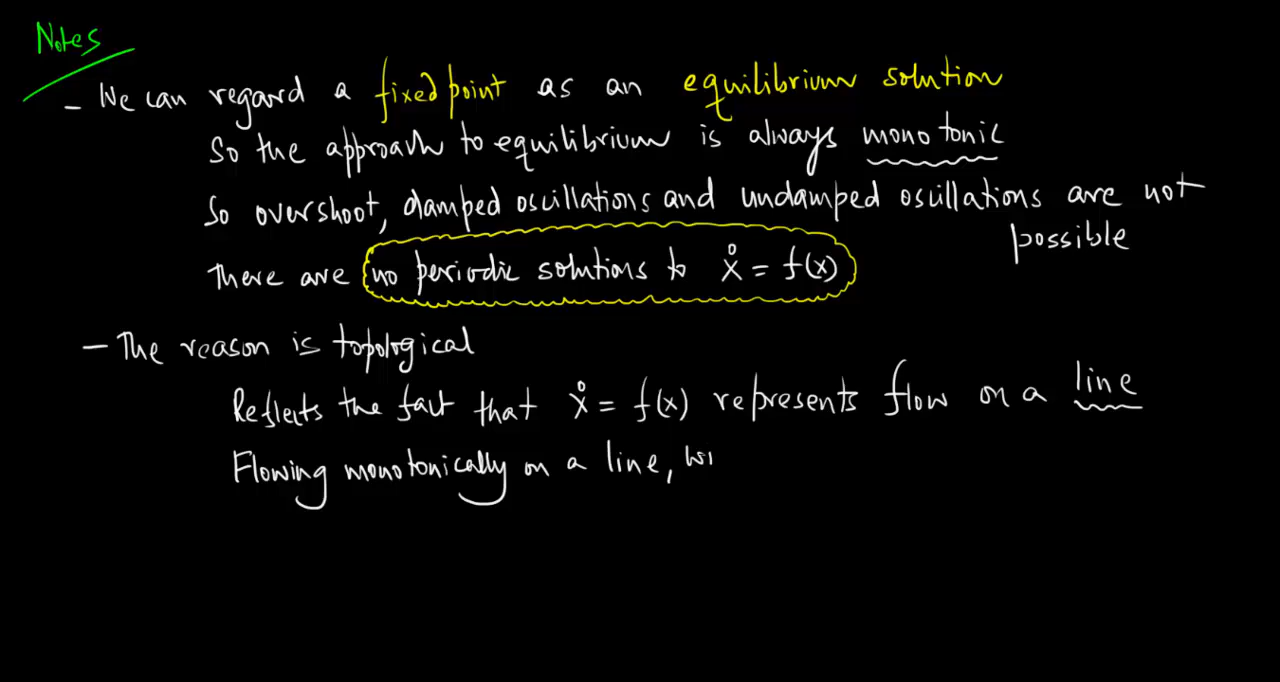 Notes
- We can regard a fixed point as an equilibrium solution
So the approach to equilibrium is always monotonic
So overshoot, damped oscillations and undamped oscillations are not possible
There are no periodic solutions to ẋ = f(x)
- The reason is topological
Reflects the fact that ẋ = f(x) represents flow on a line
Flowing monotonically on a line, wi